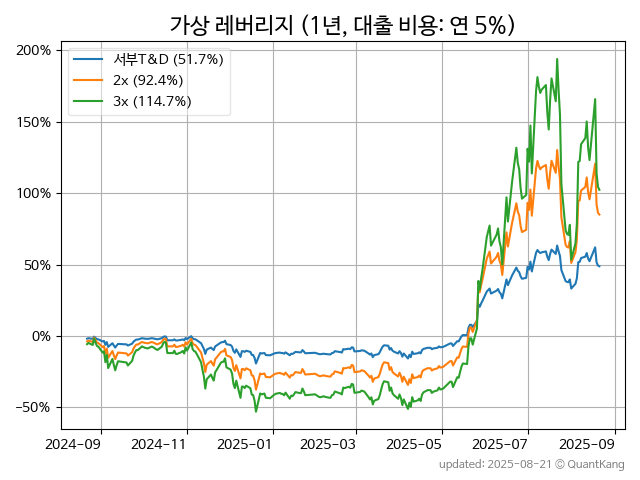 가상 레버리지 (1년, 대출 비용: 연 5%)
200%
150%
100%
50%
0%
−50%
서부T&D (51.7%)
2x (92.4%)
3x (114.7%)
2024-09
2024-11
2025-01
2025-03
2025-05
2025-07
2025-09
updated: 2025-08-21 © QuantKang